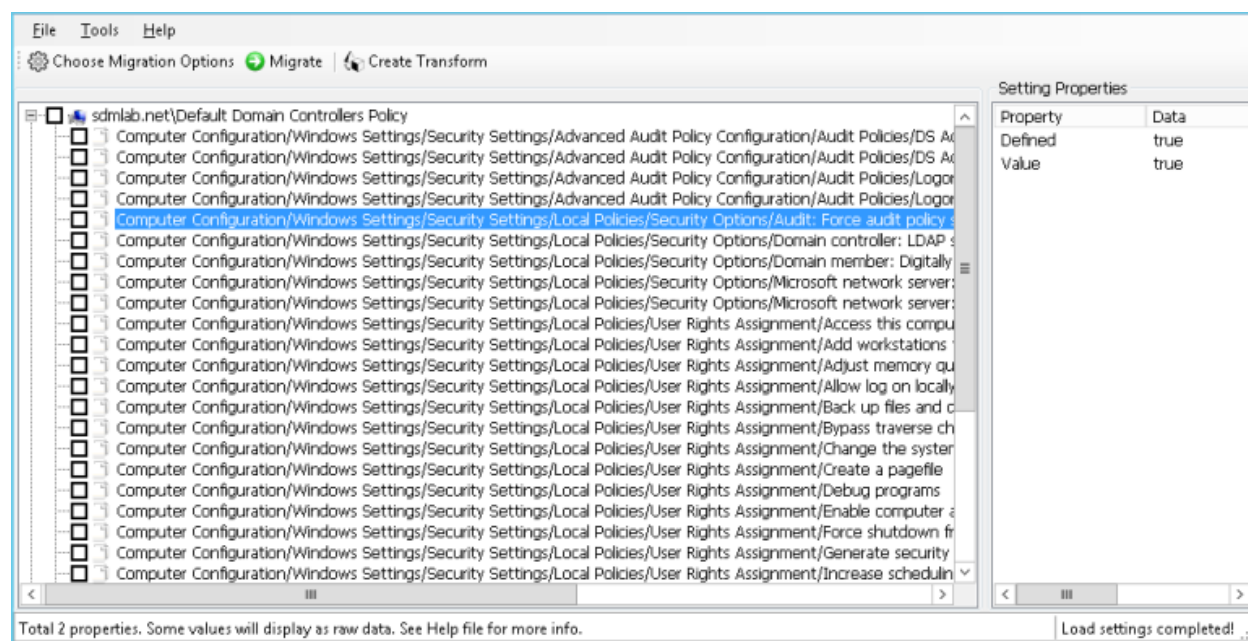 File Tools Help
Choose Migration Options Migrate Create Transform
Setting Properties
sdmlab.net\Default Domain Controllers Policy
Computer Configuration/Windows Settings/Security Settings/Advanced Audit Policy Configuration/Audit Policies/DS
Computer Configuration/Windows Settings/Security Settings/Advanced Audit Policy Configuration/Audit Policies/DS
Computer Configuration/Windows Settings/Security Settings/Advanced Audit Policy Configuration/Audit Policies/Logon
Computer Configuration/Windows Settings/Security Settings/Advanced Audit Policy Configuration/Audit Policies/Logon
Computer Configuration/Windows Settings/Security Settings/Local Policies/Security Options/Audit: Force audit policy s
Computer Configuration/Windows Settings/Security Settings/Local Policies/Security Options/Domain controller: LDAP s
Computer Configuration/Windows Settings/Security Settings/Local Policies/Security Options/Domain member: Digitally
Computer Configuration/Windows Settings/Security Settings/Local Policies/Security Options/Microsoft network server:
Computer Configuration/Windows Settings/Security Settings/Local Policies/Security Options/Microsoft network server:
Computer Configuration/Windows Settings/Security Settings/Local Policies/User Rights Assignment/Access this compu
Computer Configuration/Windows Settings/Security Settings/Local Policies/User Rights Assignment/Add workstations
Computer Configuration/Windows Settings/Security Settings/Local Policies/User Rights Assignment/Adjust memory qu
Computer Configuration/Windows Settings/Security Settings/Local Policies/User Rights Assignment/Allow log on locally
Computer Configuration/Windows Settings/Security Settings/Local Policies/User Rights Assignment/Back up files and d
Computer Configuration/Windows Settings/Security Settings/Local Policies/User Rights Assignment/Bypass traverse ch
Computer Configuration/Windows Settings/Security Settings/Local Policies/User Rights Assignment/Change the system
Computer Configuration/Windows Settings/Security Settings/Local Policies/User Rights Assignment/Create a pagefile
Computer Configuration/Windows Settings/Security Settings/Local Policies/User Rights Assignment/Debug programs
Computer Configuration/Windows Settings/Security Settings/Local Policies/User Rights Assignment/Enable computer a
Computer Configuration/Windows Settings/Security Settings/Local Policies/User Rights Assignment/Force shutdown fr
Computer Configuration/Windows Settings/Security Settings/Local Policies/User Rights Assignment/Generate security
Computer Configuration/Windows Settings/Security Settings/Local Policies/User Rights Assignment/Increase schedulin
Property Data
Defined true
Value true
Total 2 properties. Some values will display as raw data. See Help file for more info.
Load settings completed!